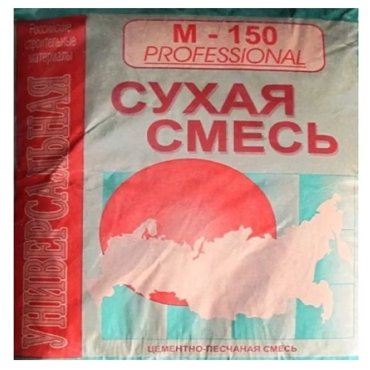 Российские
строительные
материалы
УНИВЕРСАЛЬНАЯ
М - 150
PROFESSIONAL
СУХАЯ
СМЕСЬ
ЦЕМЕНТНО-ПЕСЧАНАЯ СМЕСЬ